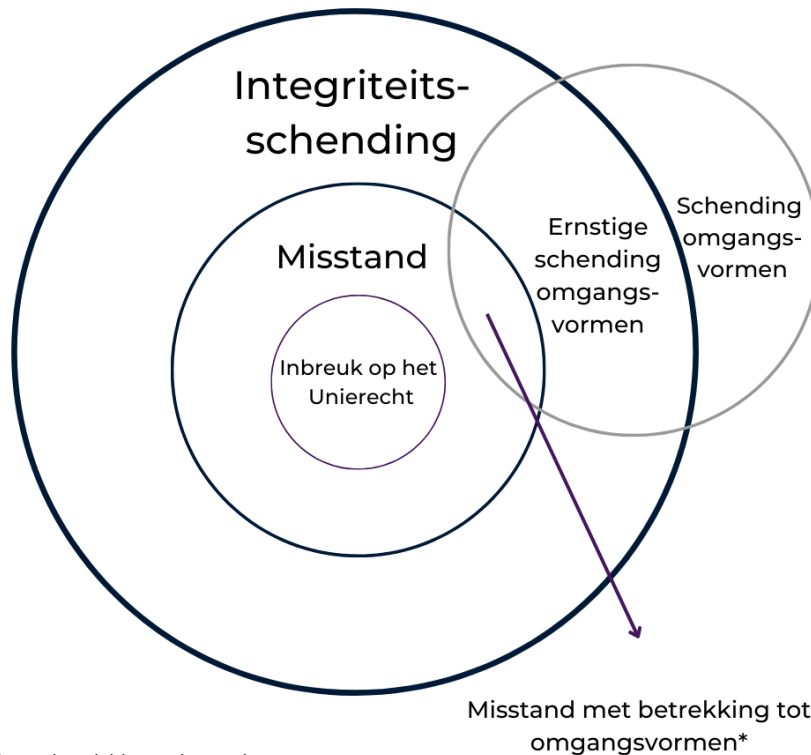 Integriteits-
schending
Misstand
Inbreuk op het
Unierecht
Ernstige
schending
omgangs-
vormen
Schending
omgangs-
vormen
Misstand met betrekking tot
omgangsvormen*